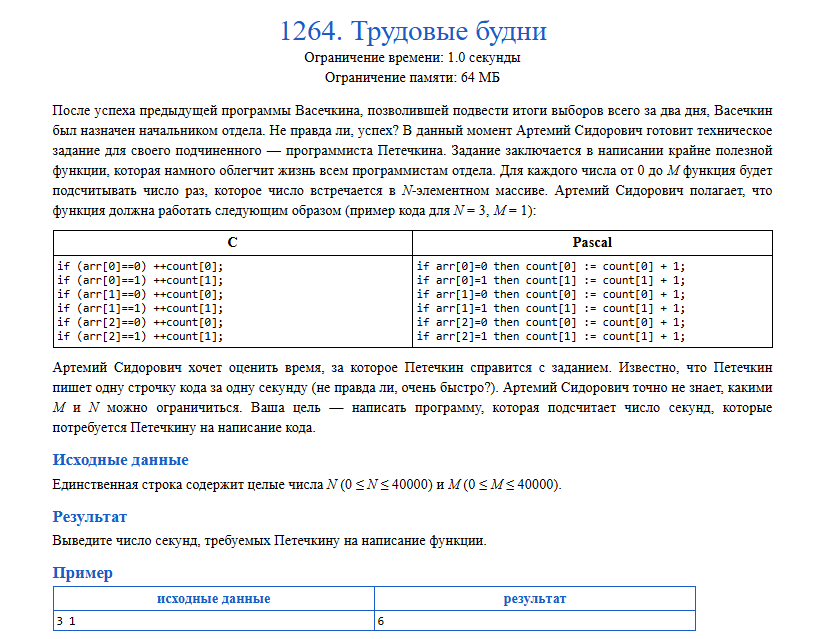 1264. Трудовые будни
Ограничение времени: 1.0 секунды
Ограничение памяти: 64 МБ
После успеха предыдущей программы Васечкина, позволившей подвести итоги выборов всего за два дня, Васечкин
был назначен начальником отдела. Не правда ли, успех? В данный момент Артемий Сидорович готовит техническое
задание для своего подчиненного — программиста Петечкина. Задание заключается в написании крайне полезной
функции, которая намного облегчит жизнь всем программистам отдела. Для каждого числа от 0 до M функция будет
подсчитывать число раз, которое число встречается в N-элементном массиве. Артемий Сидорович полагает, что
функция должна работать следующим образом (пример кода для N = 3, M = 1):
C Pascal
if (arr[0]==0) ++count[0]; if arr[0]=0 then count[0] := count[0] + 1;
if (arr[0]==1) ++count[1]; if arr[0]=1 then count[1] := count[1] + 1;
if (arr[1]==0) ++count[0]; if arr[1]=0 then count[0] := count[0] + 1;
if (arr[1]==1) ++count[1]; if arr[1]=1 then count[1] := count[1] + 1;
if (arr[2]==0) ++count[0]; if arr[2]=0 then count[0] := count[0] + 1;
if (arr[2]==1) ++count[1]; if arr[2]=1 then count[1] := count[1] + 1;
Артемий Сидорович хочет оценить время, за которое Петечкин справится с заданием. Известно, что Петечкин
пишет одну строчку кода за одну секунду (не правда ли, очень быстро?). Артемий Сидорович точно не знает, какими
M и N можно ограничиться. Ваша цель — написать программу, которая подсчитает число секунд, которые
потребуется Петечкину на написание кода.
Исходные данные
Единственная строка содержит целые числа N (0 ≤ N ≤ 40000) и M (0 ≤ M ≤ 40000).
Результат
Выведите число секунд, требуемых Петечкину на написание функции.
Пример
исходные данные результат
3 1 6